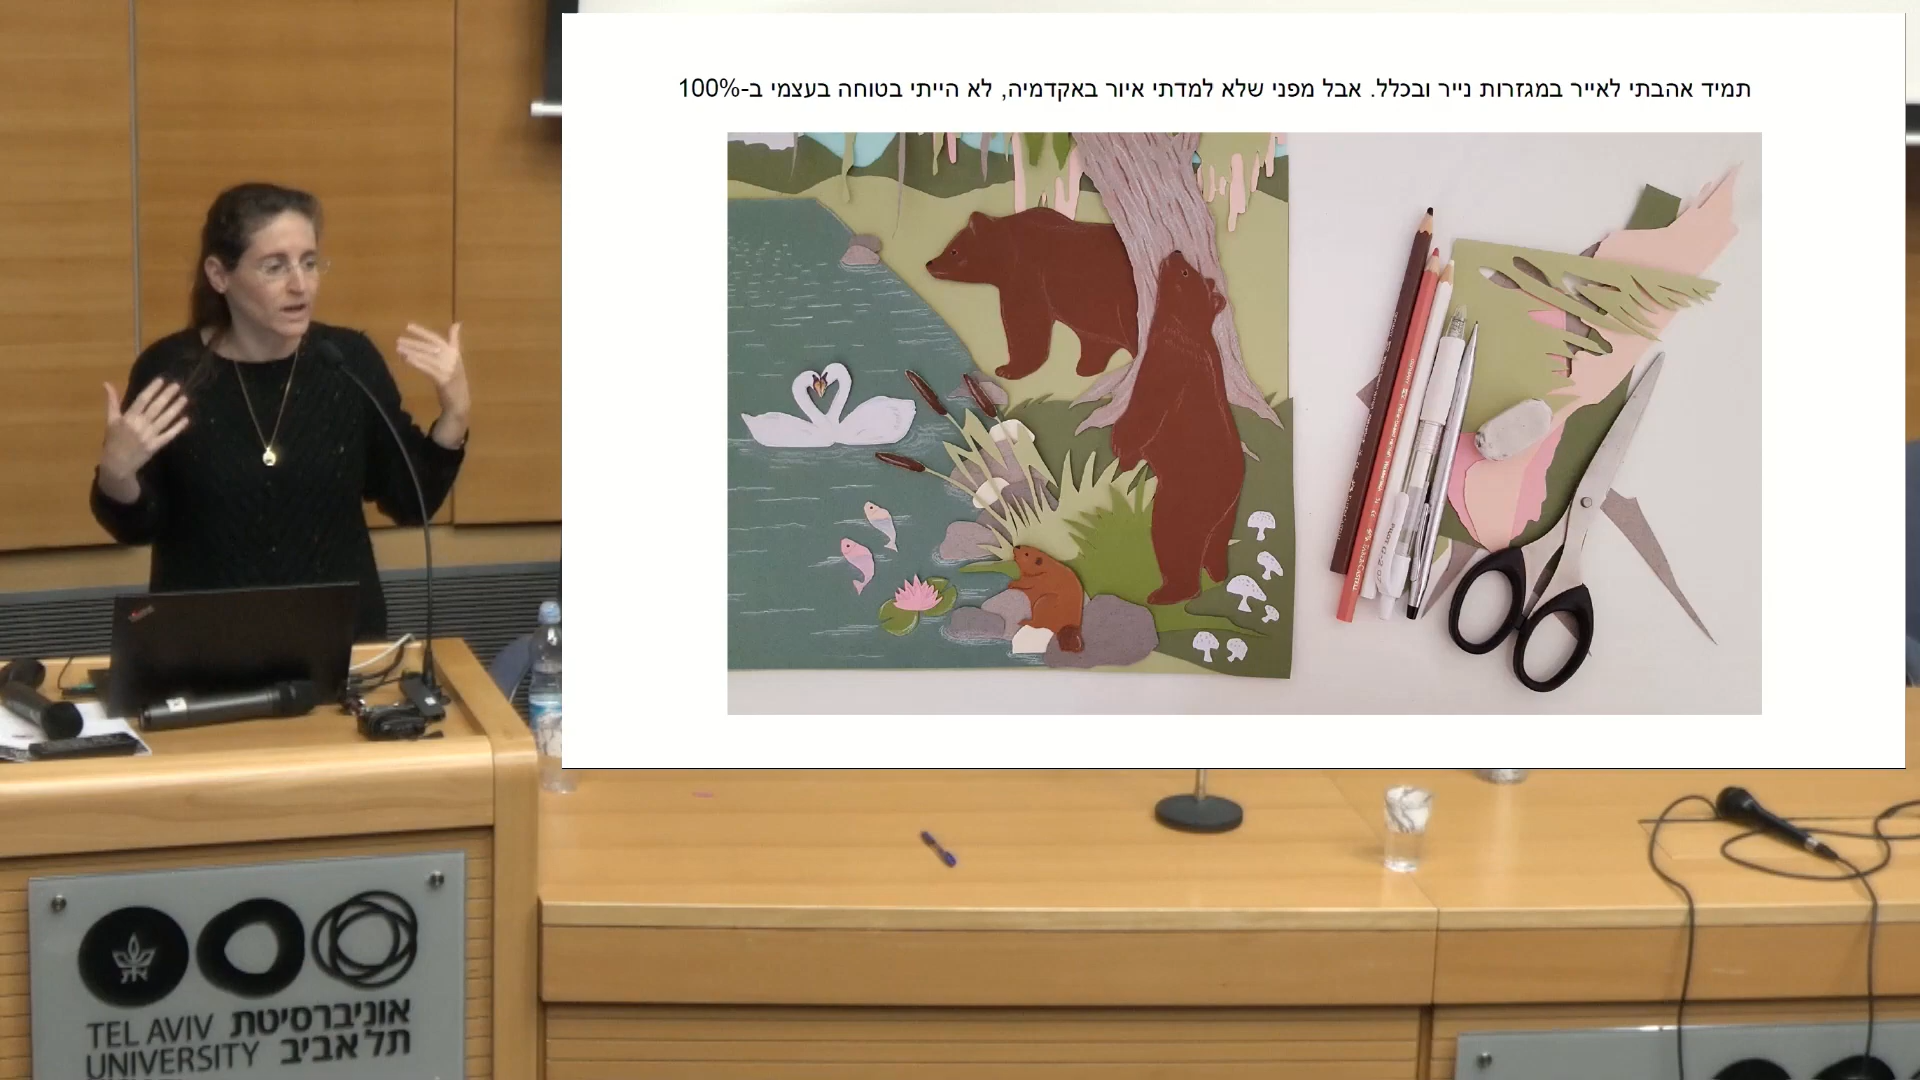 תמיד אהבתי לאייר במגזרות נייר ובכלל. אבל מפני שלא למדתי איור באקדמיה, לא הייתי בטוחה בעצמי ב-100%
אוניברסיטת
תל אביב
TEL AVIV
UNIVERSITY